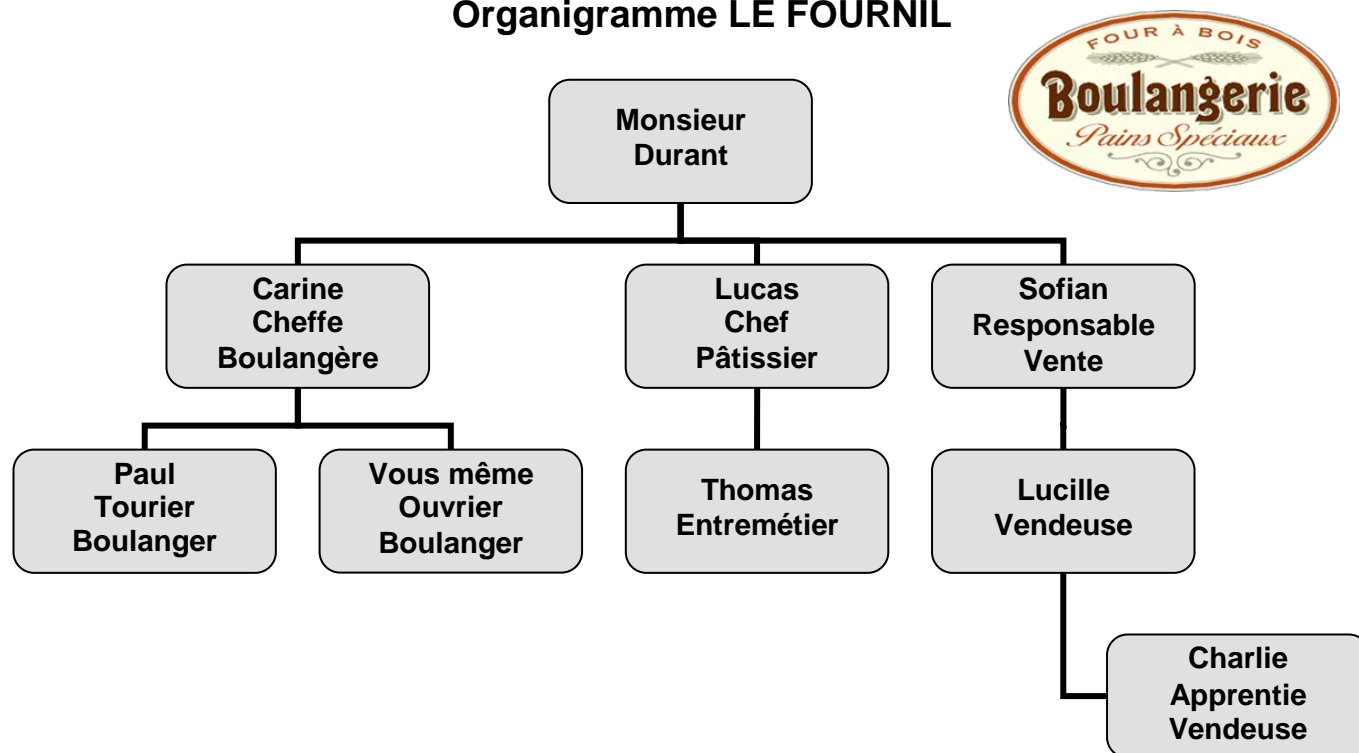 Organigramme LE FOURNIL
FOUR À BOIS
Boulangerie
Pains Spéciaux
Monsieur
Durant
Carine
Cheffe
Boulangère
Lucas
Chef
Pâtissier
Sofian
Responsable
Vente
Paul
Tourier
Boulanger
Vous même
Ouvrier
Boulanger
Thomas
Entremétier
Lucille
Vendeuse
Charlie
Apprentie
Vendeuse